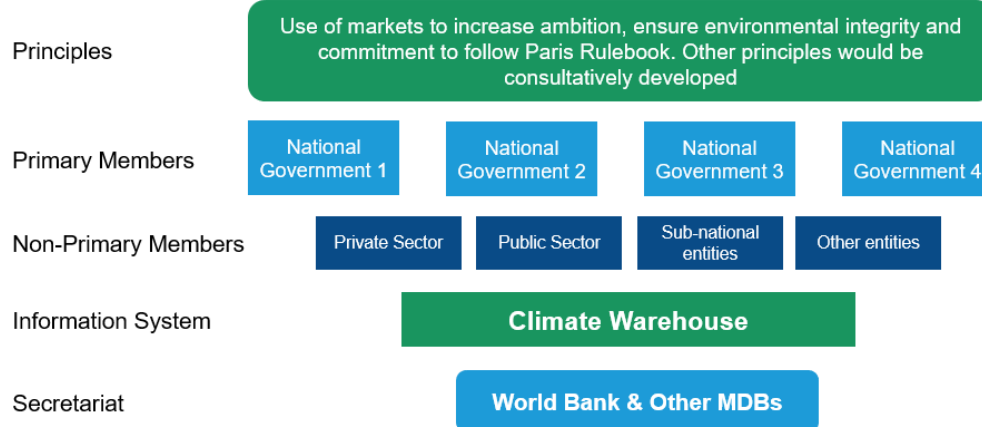 Principles
Use of markets to increase ambition, ensure environmental integrity and
commitment to follow Paris Rulebook. Other principles would be
consultatively developed
Primary Members
National
Government 1
National
Government 2
National
Government 3
National
Government 4
Non-Primary Members
Private Sector
Public Sector
Sub-national
entities
Other entities
Information System
Climate Warehouse
Secretariat
World Bank & Other MDBs